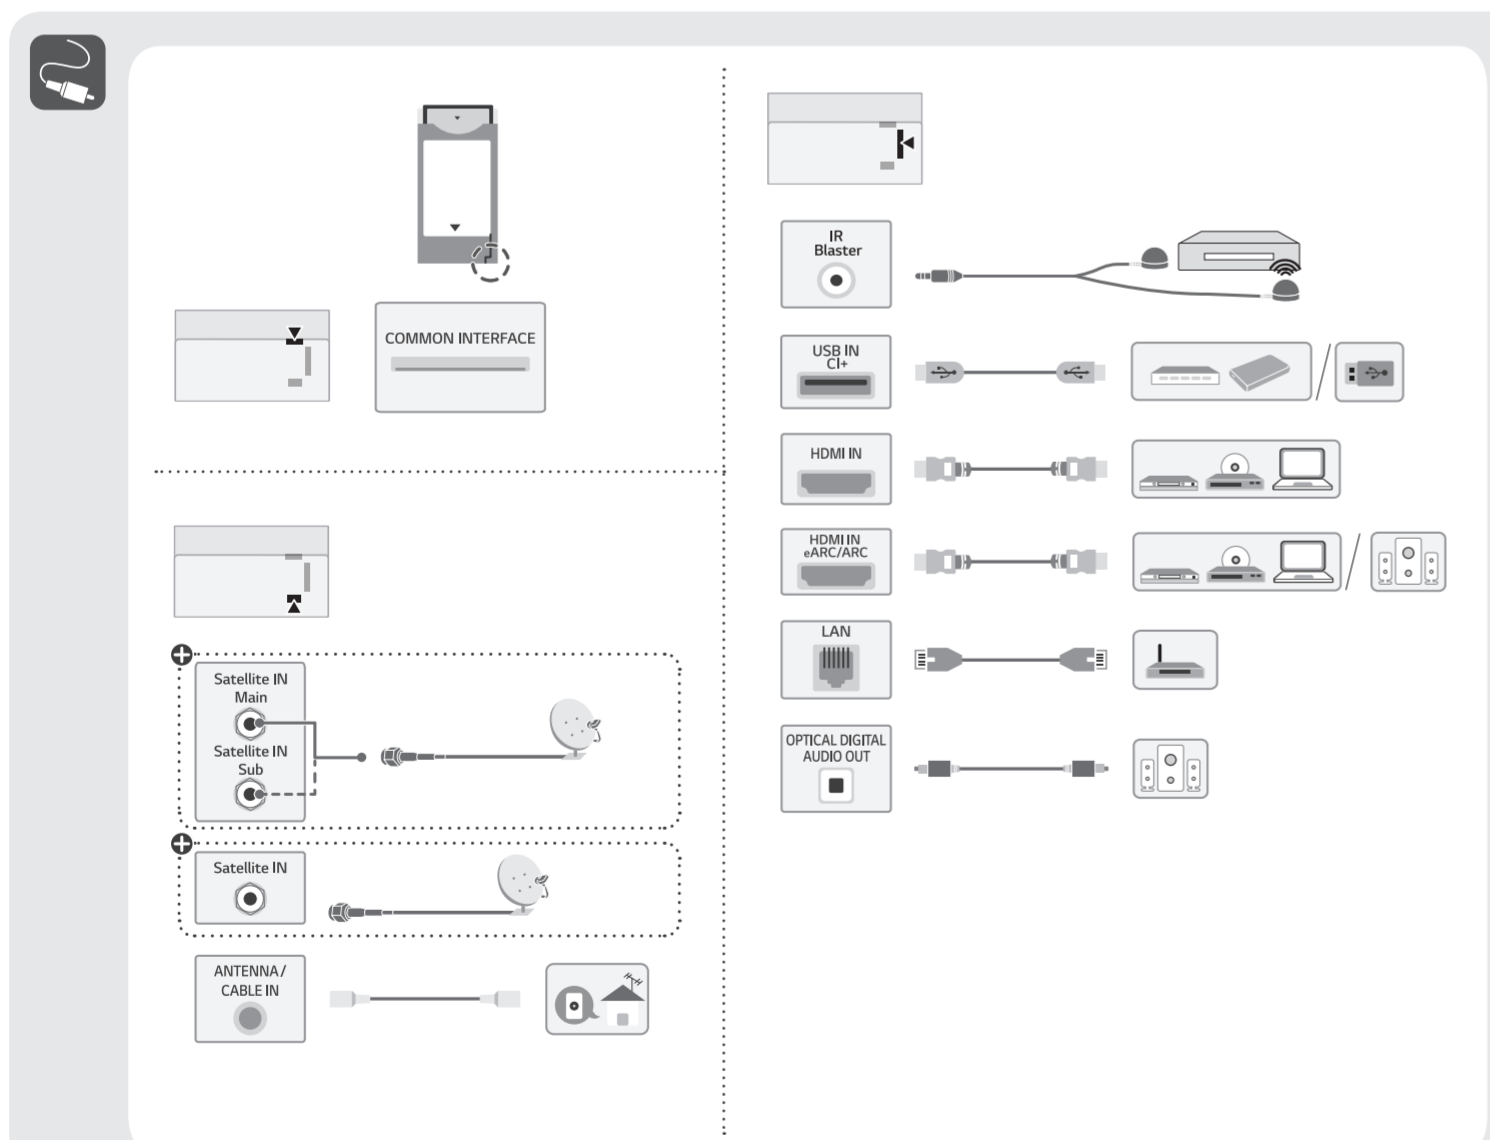 COMMON INTERFACE
Satellite IN
Main
Satellite IN
Sub
Satellite IN
ANTENNA/
CABLE IN
IR
Blaster
USB IN
CI+
HDMI IN
HDMI IN
eARC/ARC
LAN
OPTICAL DIGITAL
AUDIO OUT